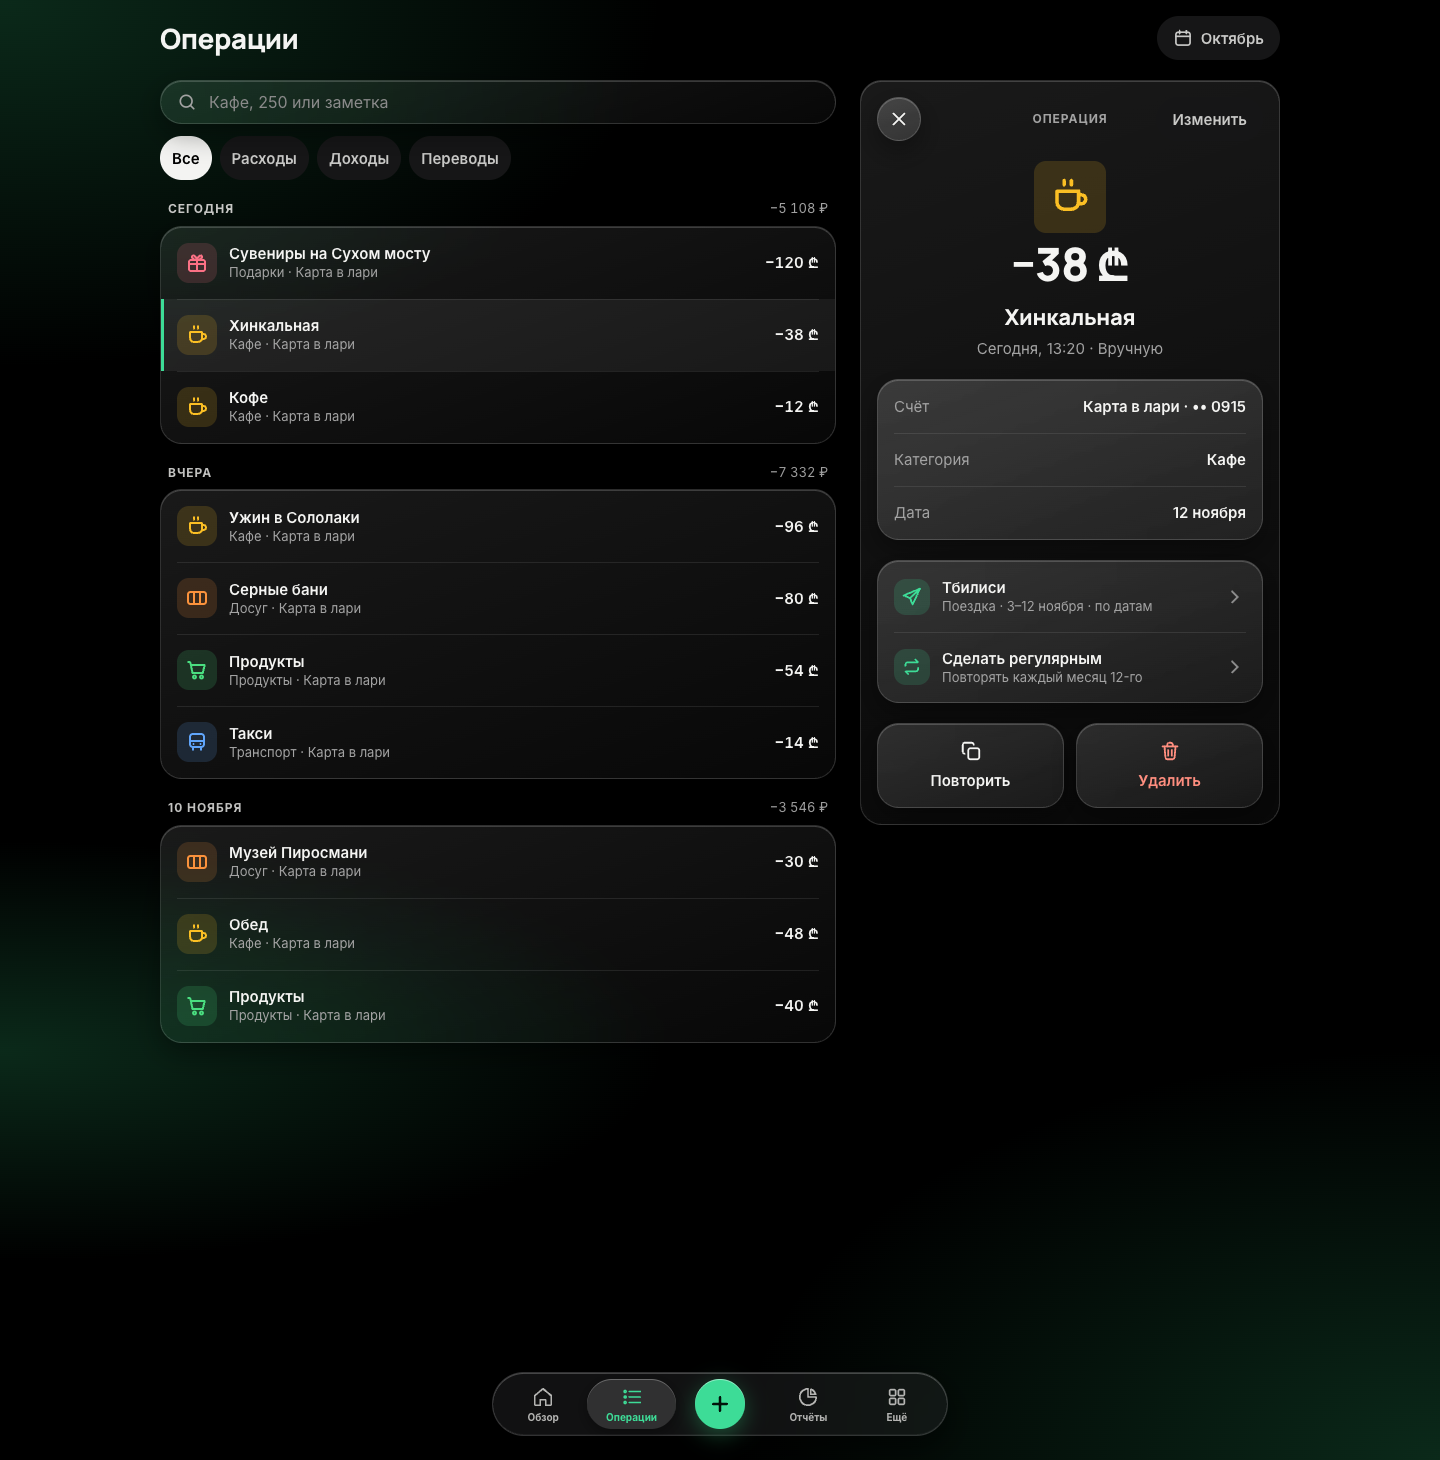 Операции
Октябрь
Кафе, 250 или заметка
Все
Расходы
Доходы
Переводы
СЕГОДНЯ
−5 108 ₽
Сувениры на Сухом мосту
Подарки · Карта в лари
−120 ₾
Хинкальная
Кафе · Карта в лари
−38 ₾
Кофе
Кафе · Карта в лари
−12 ₾
ВЧЕРА
−7 332 ₽
Ужин в Сололаки
Кафе · Карта в лари
−96 ₾
Серные бани
Досуг · Карта в лари
−80 ₾
Продукты
Продукты · Карта в лари
−54 ₾
Такси
Транспорт · Карта в лари
−14 ₾
10 НОЯБРЯ
−3 546 ₽
Музей Пиросмани
Досуг · Карта в лари
−30 ₾
Обед
Кафе · Карта в лари
−48 ₾
Продукты
Продукты · Карта в лари
−40 ₾
ОПЕРАЦИЯ
Изменить
−38 ₾
Хинкальная
Сегодня, 13:20 · Вручную
Счёт
Карта в лари · •• 0915
Категория
Кафе
Дата
12 ноября
Тбилиси
Поездка · 3–12 ноября · по датам
Сделать регулярным
Повторять каждый месяц 12-го
Повторить
Удалить
Обзор
Операции
Отчёты
Ещё